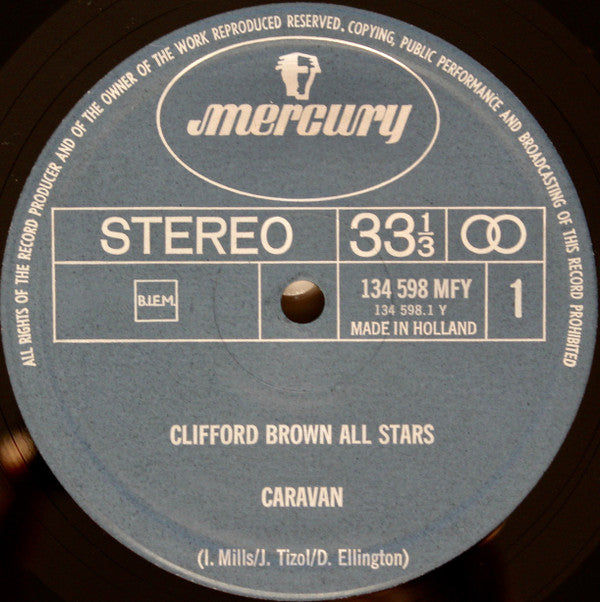 ALL RIGHTS OF THE RECORD PRODUCER AND OF THE OWNER OF THE WORK REPRODUCED RESERVED. COPYING, PUBLIC PERFORMANCE AND BROADCASTING OF THIS RECORD PROHIBITED
mercury
STEREO 33 1/3
B.I.E.M. 134 598 MFY 1
134 598.1 Y
MADE IN HOLLAND
CLIFFORD BROWN ALL STARS
CARAVAN
(I. Mills/J. Tizol/D. Ellington)